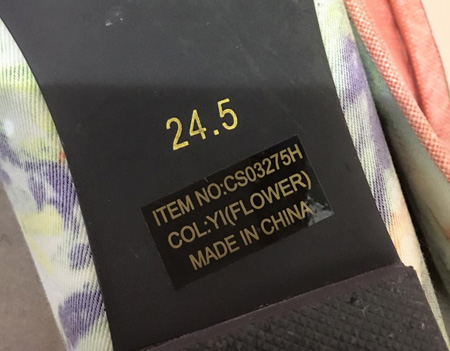 24.5
ITEM NO:CS03275H
COL:YI(FLOWER)
MADE IN CHINA